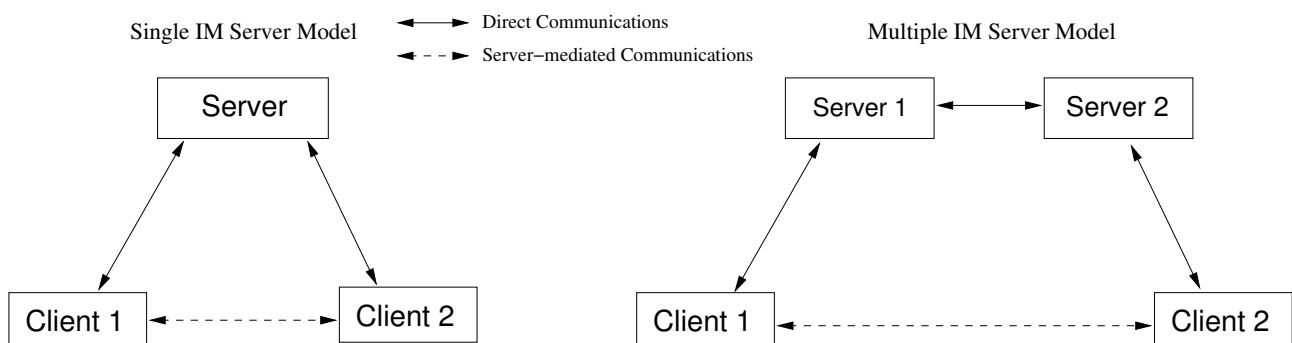 Single IM Server Model
Direct Communications
Server−mediated Communications
Multiple IM Server Model
Server
Client 1
Client 2
Server 1
Server 2
Client 1
Client 2